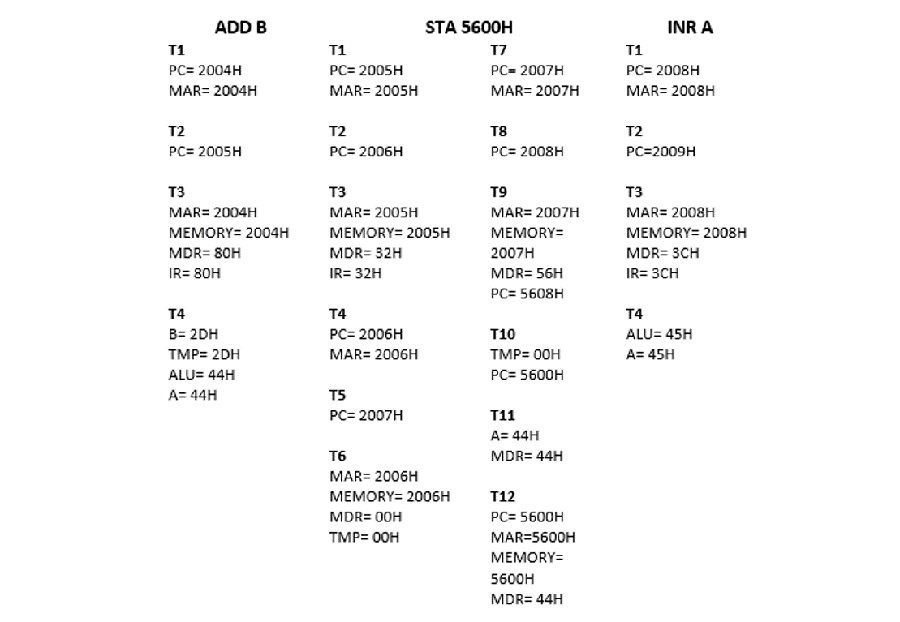 ADD B
T1
PC= 2004H
MAR= 2004H
T2
PC= 2005H
T3
MAR= 2004H
MEMORY= 2004H
MDR= 80H
IR= 80H
T4
B= 2DH
TMP= 2DH
ALU= 44H
A= 44H
STA 5600H
T1
PC= 2005H
MAR= 2005H
T2
PC= 2006H
T3
MAR= 2005H
MEMORY= 2005H
MDR= 32H
IR= 32H
T4
PC= 2006H
MAR= 2006H
T5
PC= 2007H
T6
MAR= 2006H
MEMORY= 2006H
MDR= 00H
TMP= 00H
T7
PC= 2007H
MAR= 2007H
T8
PC= 2008H
T9
MAR= 2007H
MEMORY=
2007H
MDR= 56H
PC= 5608H
T10
TMP= 00H
PC= 5600H
T11
A= 44H
MDR= 44H
T12
PC= 5600H
MAR=5600H
MEMORY=
5600H
MDR= 44H
INR A
T1
PC= 2008H
MAR= 2008H
T2
PC=2009H
T3
MAR= 2008H
MEMORY= 2008H
MDR= 3CH
IR= 3CH
T4
ALU= 45H
A= 45H